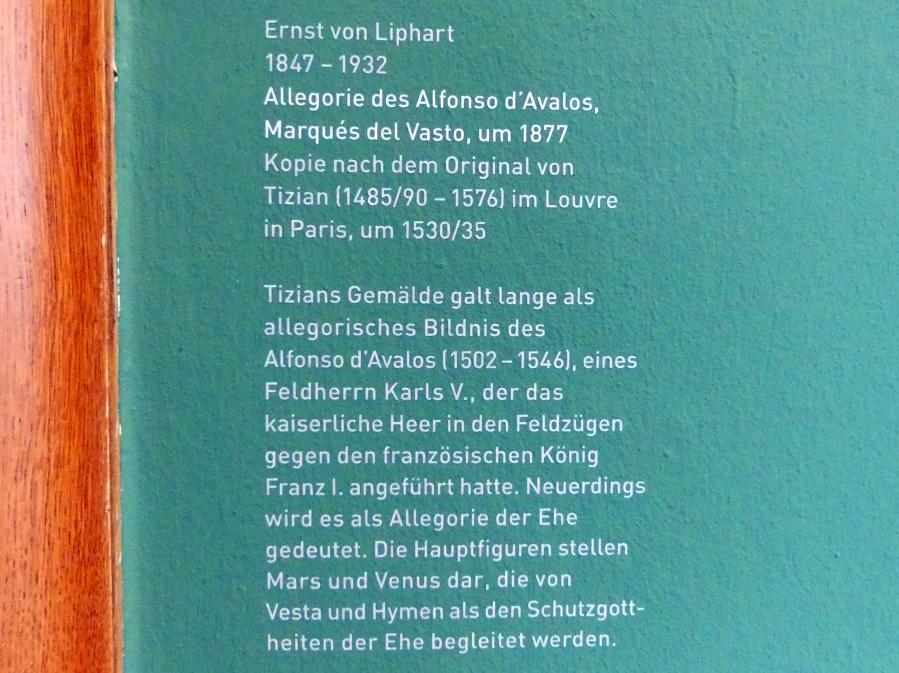 Ernst von Liphart
1847 – 1932
Allegorie des Alfonso d'Avalos,
Marqués del Vasto, um 1877
Kopie nach dem Original von
Tizian (1485/90 – 1576) im Louvre
in Paris, um 1530/35
Tizians Gemälde galt lange als
allegorisches Bildnis des
Alfonso d'Avalos (1502 – 1546), eines
Feldherrn Karls V., der das
kaiserliche Heer in den Feldzügen
gegen den französischen König
Franz I. angeführt hatte. Neuerdings
wird es als Allegorie der Ehe
gedeutet. Die Hauptfiguren stellen
Mars und Venus dar, die von
Vesta und Hymen als den Schutzgott-
heiten der Ehe begleitet werden.